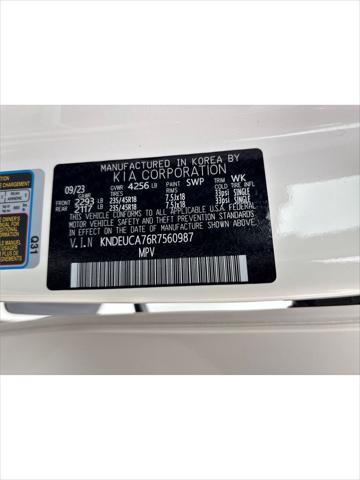 MANUFACTURED IN KOREA BY
KIA CORPORATION
09/23 GVWR 4256 LB PAINT SWP TRIM WK
GAWR TIRES RIMS COLD TIRE INFLATION
FRONT 2293 LB 235/45R18 7.5Jx18 33psi SINGLE
REAR 2117 LB 235/45R18 7.5Jx18 33psi SINGLE
THIS VEHICLE CONFORMS TO ALL APPLICABLE U.S.
FEDERAL MOTOR VEHICLE SAFETY, BUMPER, AND THEFT
PREVENTION STANDARDS IN EFFECT ON THE DATE OF
MANUFACTURE SHOWN ABOVE.
V.I.N KNDEUCA76R7560987
MPV
031